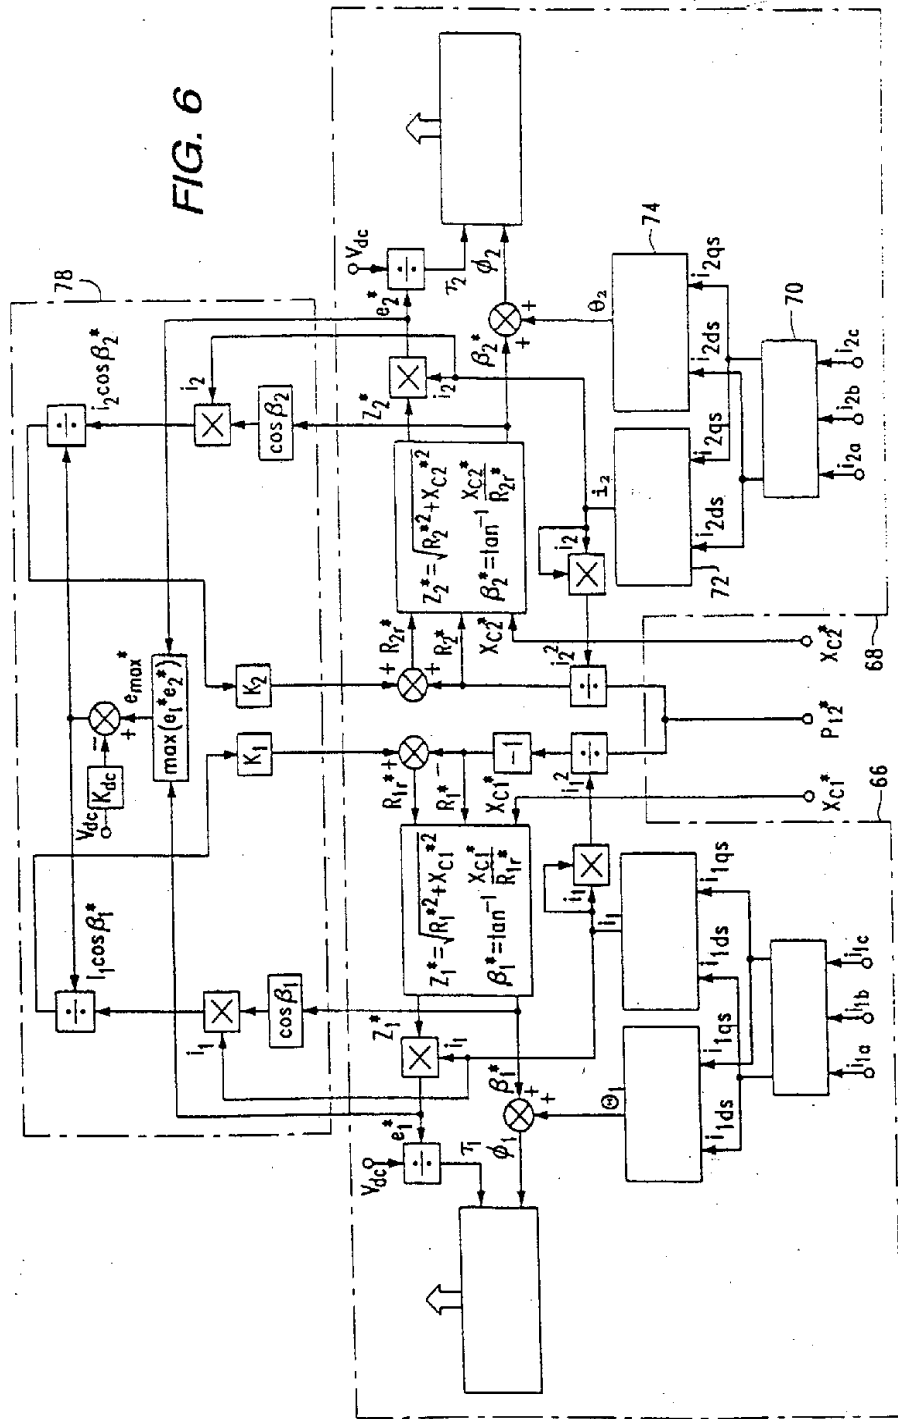 FIG. 6
78
I₁cosβ₁*
i₂cosβ₂*
Vdc
Kdc
−
+
emax*
max(e₁*e₂*)
i₁
i₂
cosβ₁
cosβ₂
K₁
K₂
Vdc
Vdc
e₁*
e₂*
τ₁
τ₂
Z₁*
Z₂*
i₁
i₂
Z₁*=√R₁*²+XC1*²
β₁*=tan⁻¹ XC1*/R1r*
Z₂*=√R₂*²+XC2*²
β₂*=tan⁻¹ XC2*/R2r*
R1r*
+
−
R₁*
XC1*
−1
+
R2r*
+
R₂*
XC2*
β₁*
β₂*
ϕ₁
ϕ₂
+
+
+
+
Θ₁
θ₂
i₁²
i₂²
i₁
i₂
i₁
i₂
i1ds
i1qs
i1ds
i1qs
i2ds
i2qs
i2ds
i2qs
72
74
70
i1a
i1b
i1c
i2a
i2b
i2c
XC1*
P12*
XC2*
66
68